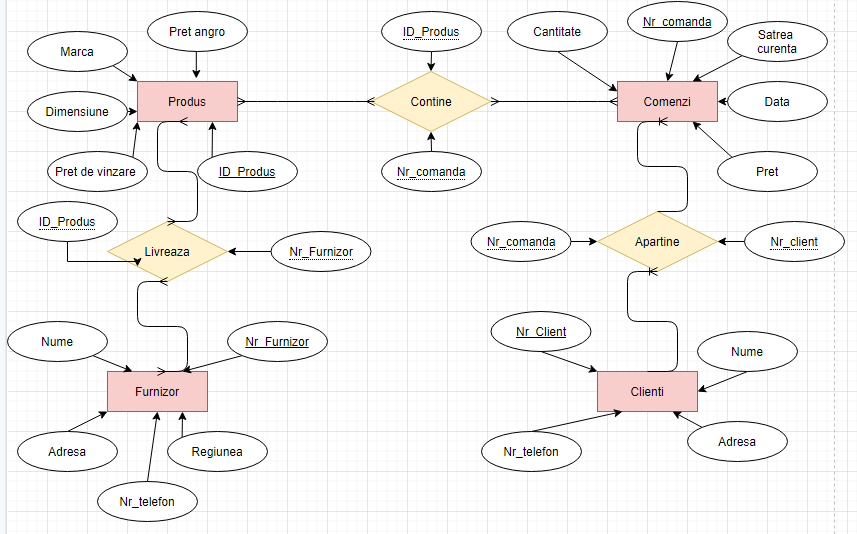 Pret angro
ID_Produs
Cantitate
Nr_comanda
Satrea
curenta
Marca
Produs
Contine
Comenzi
Data
Dimensiune
Pret de vinzare
ID_Produs
Nr_comanda
Pret
ID_Produs
Livreaza
Nr_Furnizor
Nr_comanda
Apartine
Nr_client
Nume
Nr_Furnizor
Nr_Client
Nume
Furnizor
Clienti
Adresa
Regiunea
Nr_telefon
Adresa
Nr_telefon